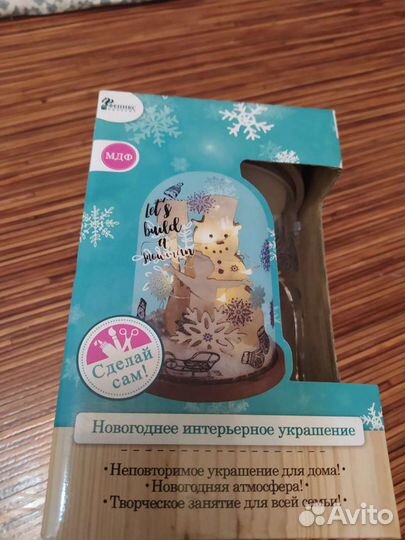 ФЕНИКС
МДФ
Let's
build
a
snowman
Сделай
сам!
Новогоднее интерьерное украшение
• Неповторимое украшение для дома! •
• Новогодняя атмосфера! •
• Творческое занятие для всей семьи! •
Avito